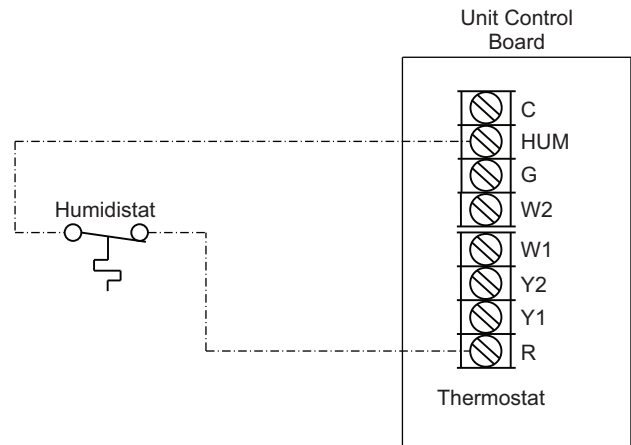 Unit Control
Board
C
HUM
G
Humidistat
W2
W1
Y2
Y1
R
Thermostat